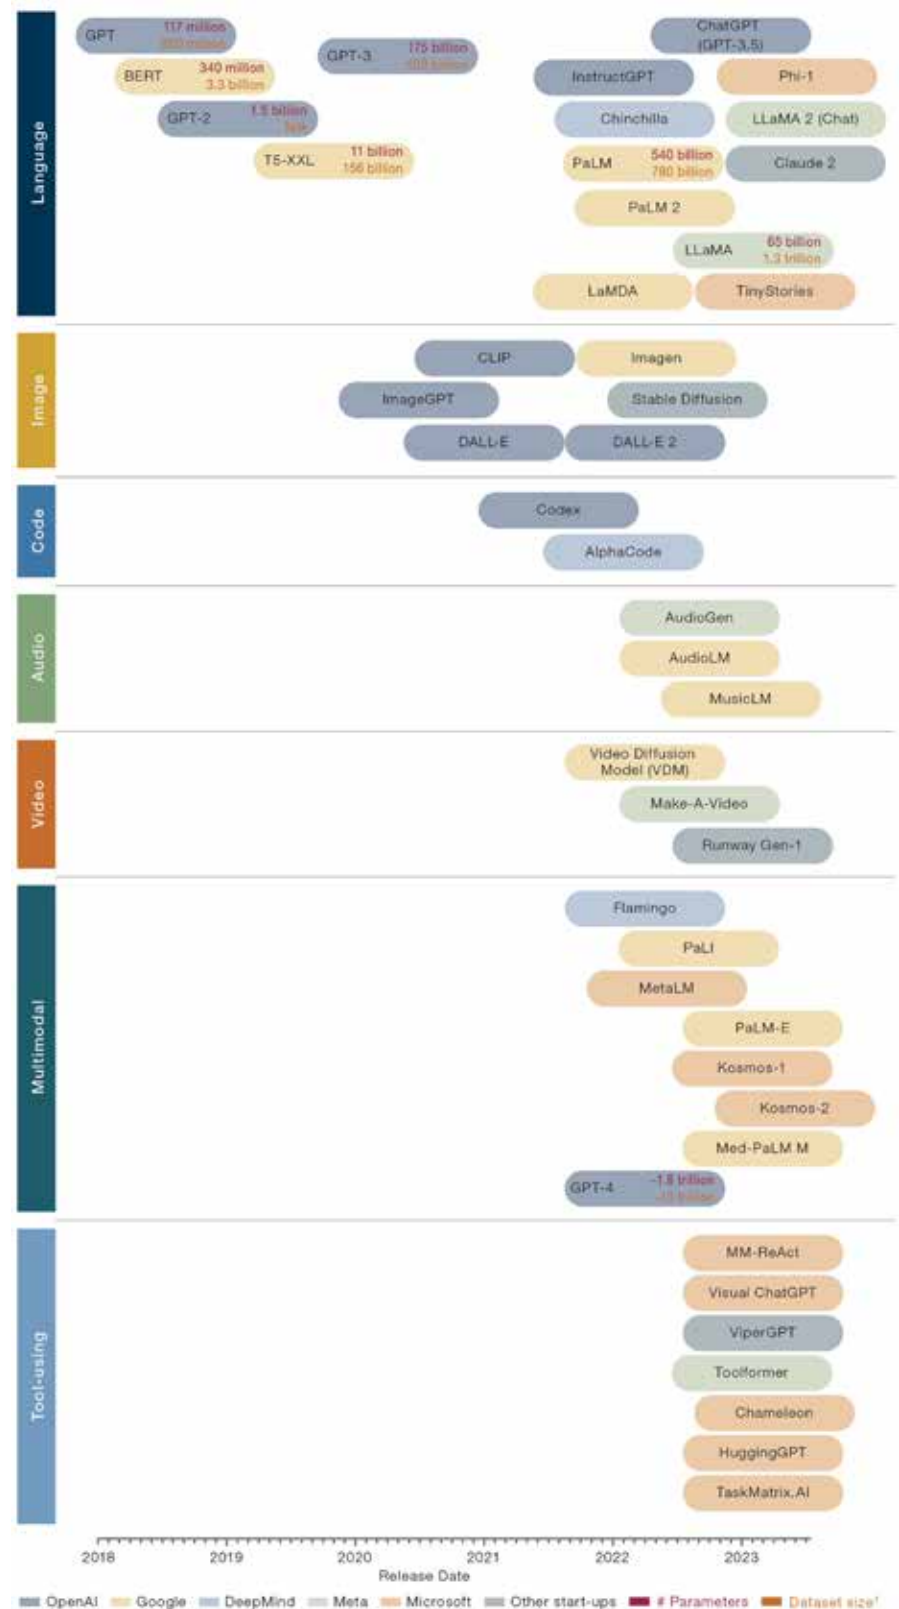 Language
GPT
117 million
BERT
340 million
3.3 billion
GPT-2
1.5 billion
T5-XXL
11 billion
156 billion
GPT-3
175 billion
ChatGPT
(GPT-3.5)
InstructGPT
Phi-1
Chinchilla
LLaMA 2 (Chat)
PaLM
540 billion
780 billion
Claude 2
PaLM 2
LLaMA
65 billion
1.3 trillion
LaMDA
TinyStories
Image
CLIP
Imagen
ImageGPT
Stable Diffusion
DALL-E
DALL-E 2
Code
Codex
AlphaCode
Audio
AudioGen
AudioLM
MusicLM
Video
Video Diffusion
Model (VDM)
Make-A-Video
Runway Gen-1
Multimodal
Flamingo
PaLI
MetaLM
PaLM-E
Kosmos-1
Kosmos-2
Med-PaLM M
GPT-4
~1.8 trillion
Tool-using
MM-ReAct
Visual ChatGPT
ViperGPT
Toolformer
Chameleon
HuggingGPT
TaskMatrix.AI
2018 2019 2020 2021 2022 2023
Release Date
OpenAI Google DeepMind Meta Microsoft Other start-ups # Parameters Dataset size¹